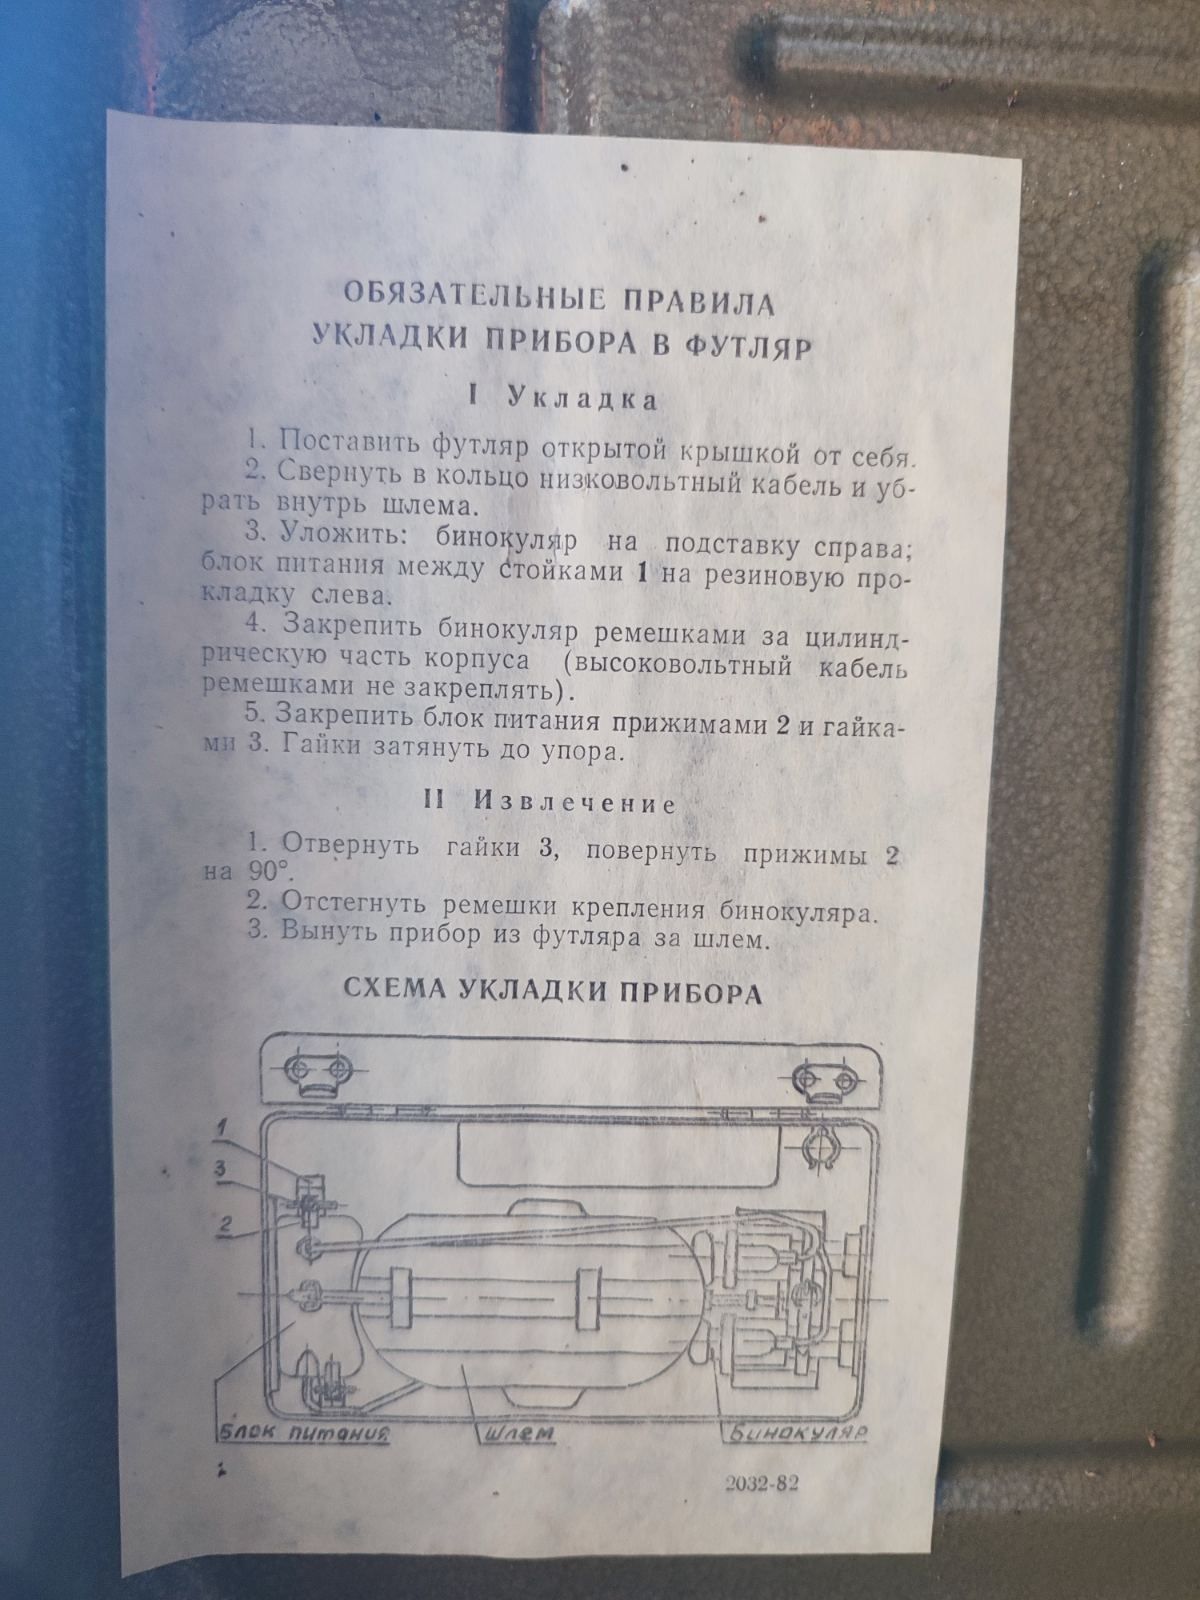 ОБЯЗАТЕЛЬНЫЕ ПРАВИЛА
УКЛАДКИ ПРИБОРА В ФУТЛЯР
I Укладка
1. Поставить футляр открытой крышкой от себя.
2. Свернуть в кольцо низковольтный кабель и уб-
рать внутрь шлема.
3. Уложить: бинокуляр на подставку справа;
блок питания между стойками 1 на резиновую про-
кладку слева.
4. Закрепить бинокуляр ремешками за цилинд-
рическую часть корпуса (высоковольтный кабель
ремешками не закреплять).
5. Закрепить блок питания прижимами 2 и гайка-
ми 3. Гайки затянуть до упора.
II Извлечение
1. Отвернуть гайки 3, повернуть прижимы 2
на 90°.
2. Отстегнуть ремешки крепления бинокуляра.
3. Вынуть прибор из футляра за шлем.
СХЕМА УКЛАДКИ ПРИБОРА
1
3
2
Блок питания шлем Бинокуляр
2032-82